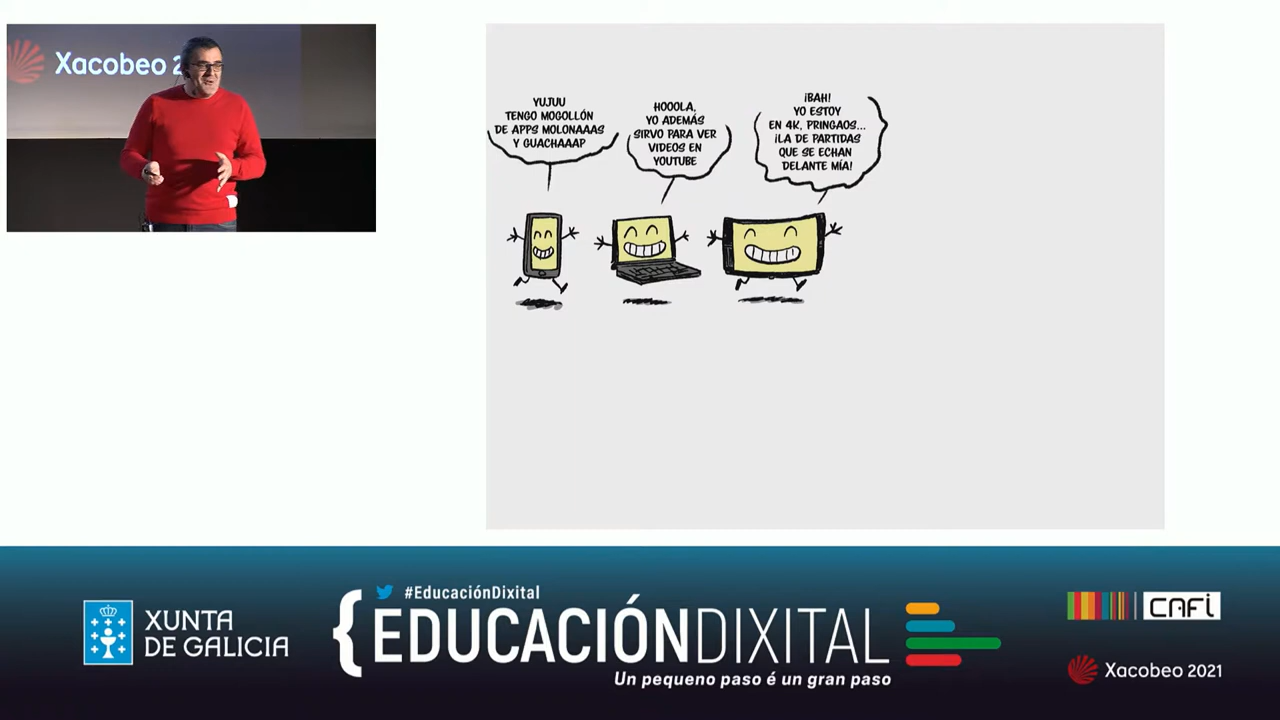 Xacobeo 2
YUJUU
TENGO MOGOLLÓN
DE APPS MOLONAAAS
Y GUACHAAAP
HOOOLA,
YO ADEMÁS
SIRVO PARA VER
VIDEOS EN
YOUTUBE
¡BAH!
YO ESTOY
EN 4K, PRINGAOS...
¡LA DE PARTIDAS
QUE SE ECHAN
DELANTE MÍA!
XUNTA
DE GALICIA
#EducaciónDixital
{EDUCACIÓNDIXITAL
Un pequeno paso é un gran paso
CAFi
Xacobeo 2021